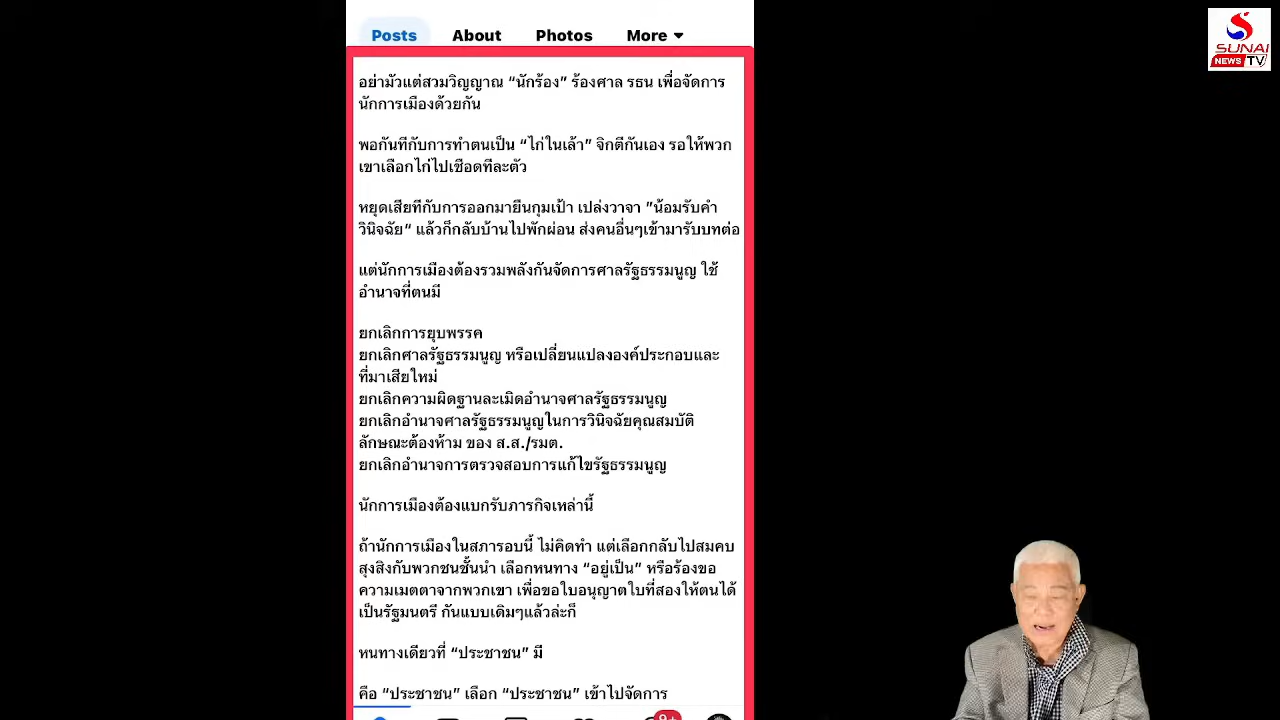 Posts About Photos More
SUNAI
NEWS TV
อย่ามัวแต่สวมวิญญาณ “นักร้อง” ร้องศาล รธน เพื่อจัดการ
นักการเมืองด้วยกัน
พอกันทีกับการทำตนเป็น “ไก่ในเล้า” จิกตีกันเอง รอให้พวก
เขาเลือกไก่ไปเชือดทีละตัว
หยุดเสียทีกับการออกมายืนกุมเป้า เปล่งวาจา ”น้อมรับคำ
วินิจฉัย“ แล้วก็กลับบ้านไปพักผ่อน ส่งคนอื่นๆเข้ามารับบทต่อ
แต่นักการเมืองต้องรวมพลังกันจัดการศาลรัฐธรรมนูญ ใช้
อำนาจที่ตนมี
ยกเลิกการยุบพรรค
ยกเลิกศาลรัฐธรรมนูญ หรือเปลี่ยนแปลงองค์ประกอบและ
ที่มาเสียใหม่
ยกเลิกความผิดฐานละเมิดอำนาจศาลรัฐธรรมนูญ
ยกเลิกอำนาจศาลรัฐธรรมนูญในการวินิจฉัยคุณสมบัติ
ลักษณะต้องห้าม ของ ส.ส./รมต.
ยกเลิกอำนาจการตรวจสอบการแก้ไขรัฐธรรมนูญ
นักการเมืองต้องแบกรับภารกิจเหล่านี้
ถ้านักการเมืองในสภารอบนี้ ไม่คิดทำ แต่เลือกกลับไปสมคบ
สุงสิงกับพวกชนชั้นนำ เลือกหนทาง “อยู่เป็น” หรือร้องขอ
ความเมตตาจากพวกเขา เพื่อขอใบอนุญาตใบที่สองให้ตนได้
เป็นรัฐมนตรี กันแบบเดิมๆแล้วล่ะก็
หนทางเดียวที่ “ประชาชน” มี
คือ “ประชาชน” เลือก “ประชาชน” เข้าไปจัดการ